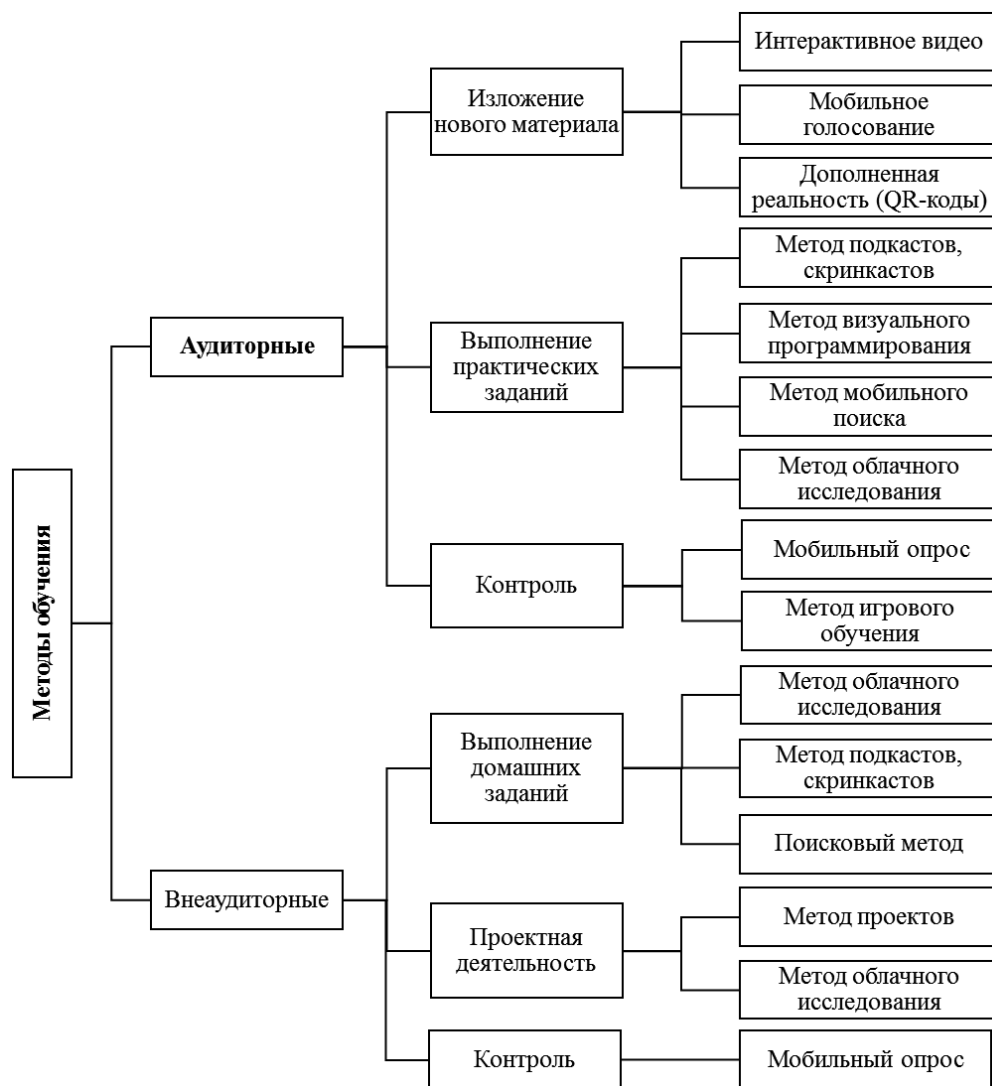 Методы обучения
Аудиторные
Изложение
нового материала
Интерактивное видео
Мобильное
голосование
Дополненная
реальность (QR-коды)
Выполнение
практических
заданий
Метод подкастов,
скринкастов
Метод визуального
программирования
Метод мобильного
поиска
Метод облачного
исследования
Контроль
Мобильный опрос
Метод игрового
обучения
Внеаудиторные
Выполнение
домашних
заданий
Метод облачного
исследования
Метод подкастов,
скринкастов
Поисковый метод
Проектная
деятельность
Метод проектов
Метод облачного
исследования
Контроль
Мобильный опрос